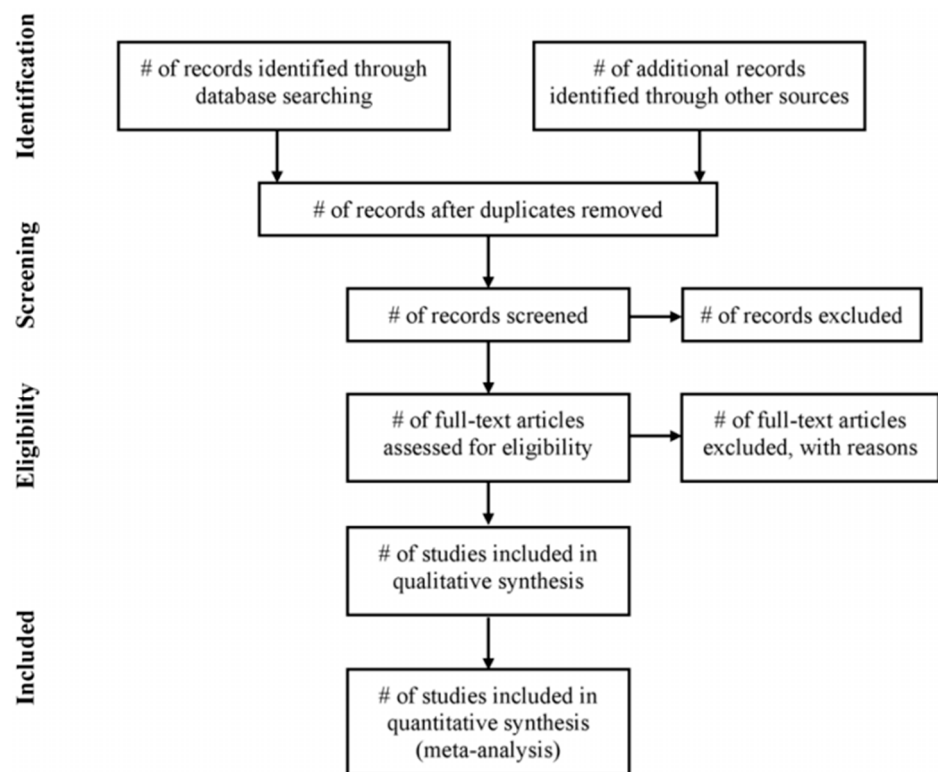 Identification
# of records identified through
database searching
# of additional records
identified through other sources
# of records after duplicates removed
Screening
# of records screened
# of records excluded
Eligibility
# of full-text articles
assessed for eligibility
# of full-text articles
excluded, with reasons
# of studies included in
qualitative synthesis
Included
# of studies included in
quantitative synthesis
(meta-analysis)